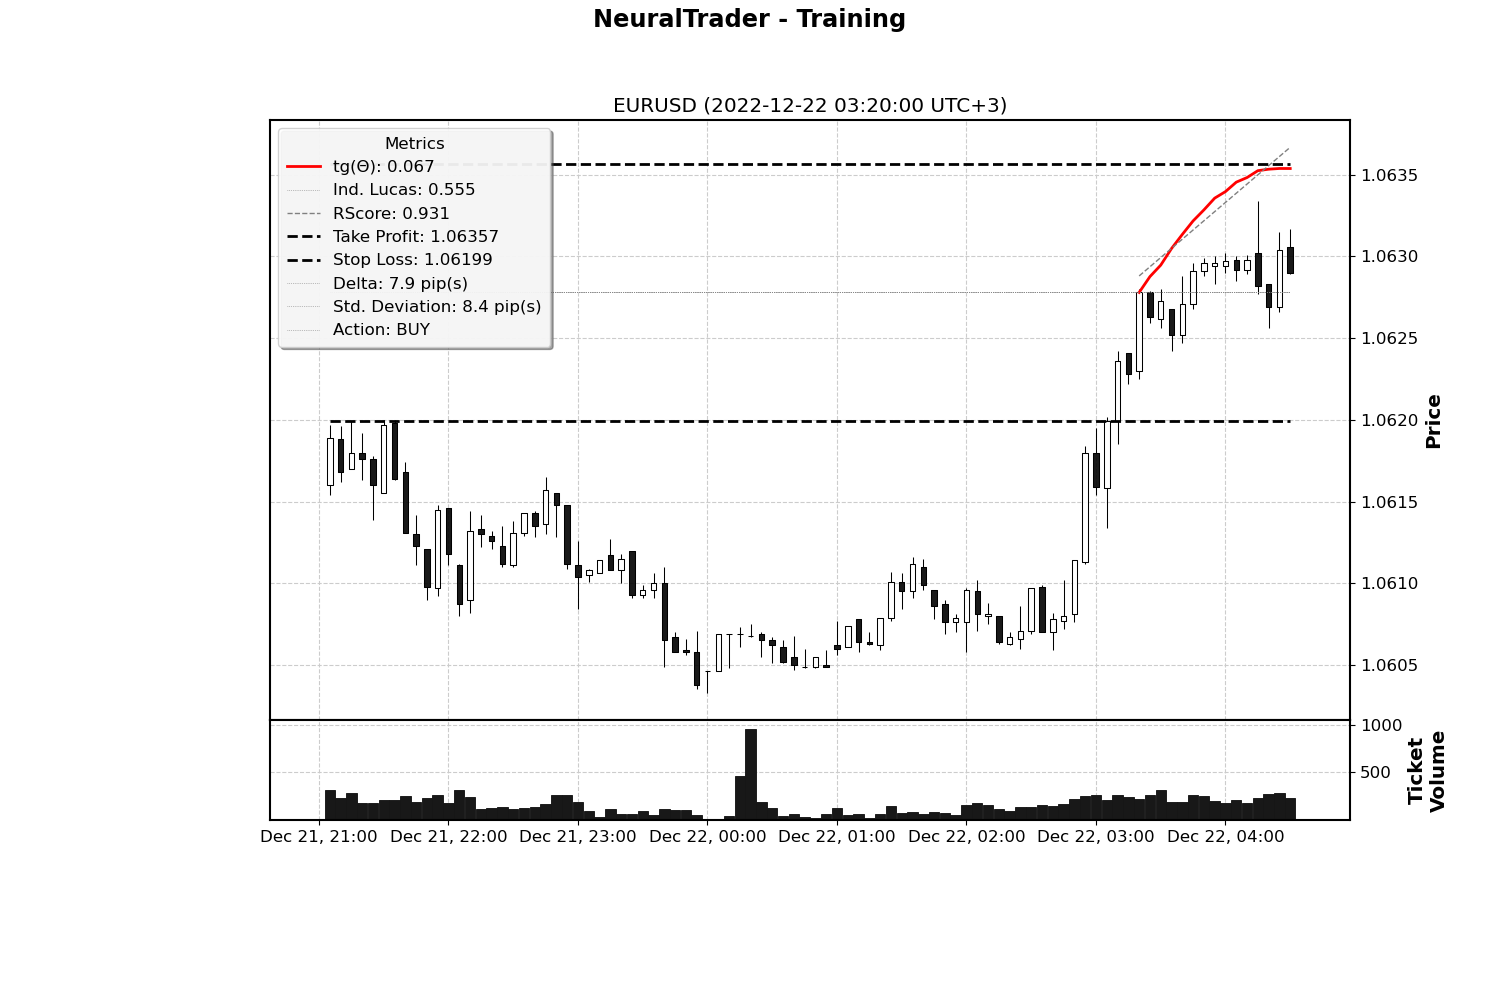 NeuralTrader - Training
EURUSD (2022-12-22 03:20:00 UTC+3)
Metrics
tg(Θ): 0.067
Ind. Lucas: 0.555
RScore: 0.931
Take Profit: 1.06357
Stop Loss: 1.06199
Delta: 7.9 pip(s)
Std. Deviation: 8.4 pip(s)
Action: BUY
1.0635
1.0630
1.0625
1.0620
1.0615
1.0610
1.0605
Price
1000
500
Ticket
Volume
Dec 21, 21:00 Dec 21, 22:00 Dec 21, 23:00 Dec 22, 00:00 Dec 22, 01:00 Dec 22, 02:00 Dec 22, 03:00 Dec 22, 04:00